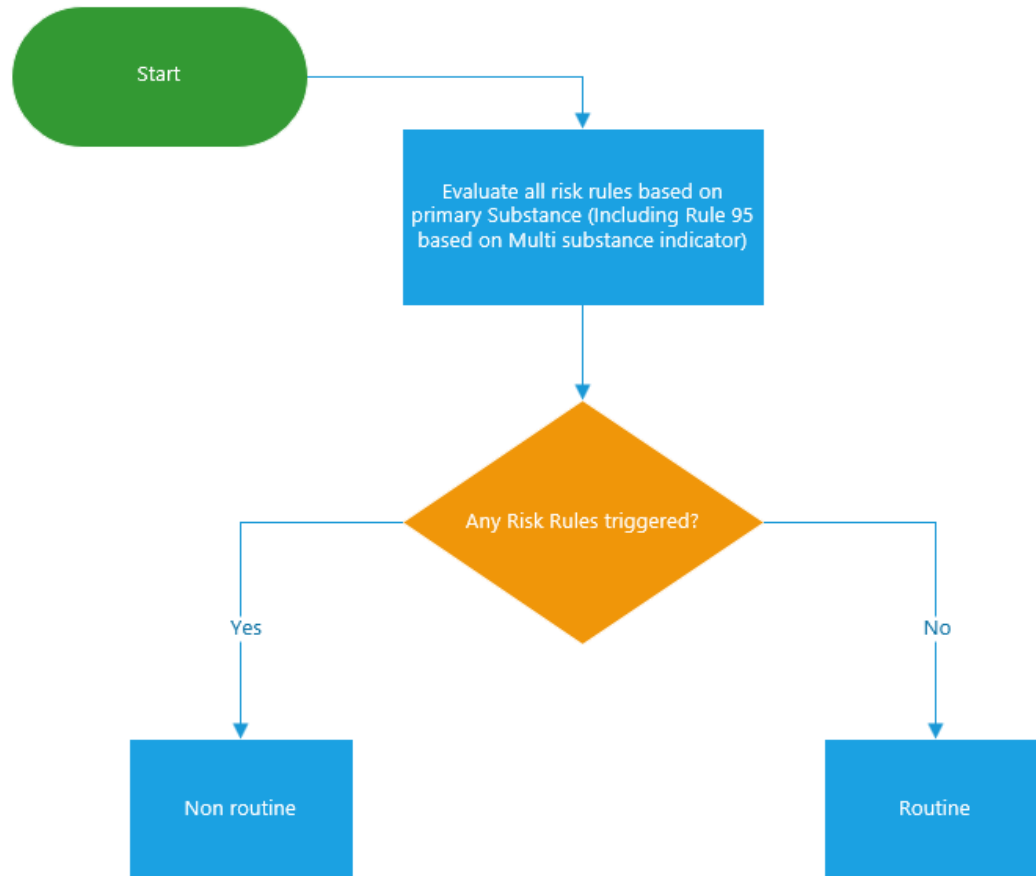 Start
Evaluate all risk rules based on
primary Substance (Including Rule 95
based on Multi substance indicator)
Any Risk Rules triggered?
Yes
No
Non routine
Routine